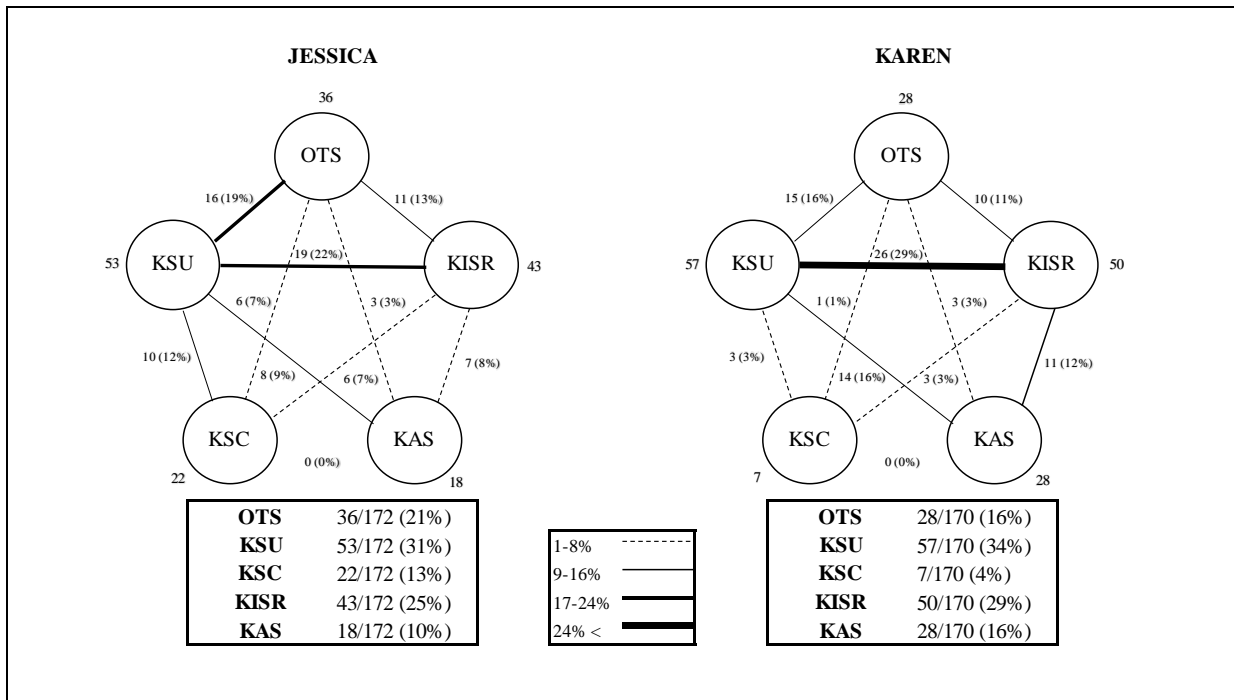 JESSICA
36
OTS
16 (19%)
11 (13%)
53
KSU
19 (22%)
KISR
43
6 (7%)
3 (3%)
10 (12%)
7 (8%)
8 (9%)
6 (7%)
KSC
KAS
22
0 (0%)
18
OTS 36/172 (21%)
KSU 53/172 (31%)
KSC 22/172 (13%)
KISR 43/172 (25%)
KAS 18/172 (10%)
1-8%
9-16%
17-24%
24% <
KAREN
28
OTS
15 (16%)
10 (11%)
57
KSU
26 (29%)
KISR
50
1 (1%)
3 (3%)
3 (3%)
11 (12%)
14 (16%)
3 (3%)
KSC
KAS
7
0 (0%)
28
OTS 28/170 (16%)
KSU 57/170 (34%)
KSC 7/170 (4%)
KISR 50/170 (29%)
KAS 28/170 (16%)